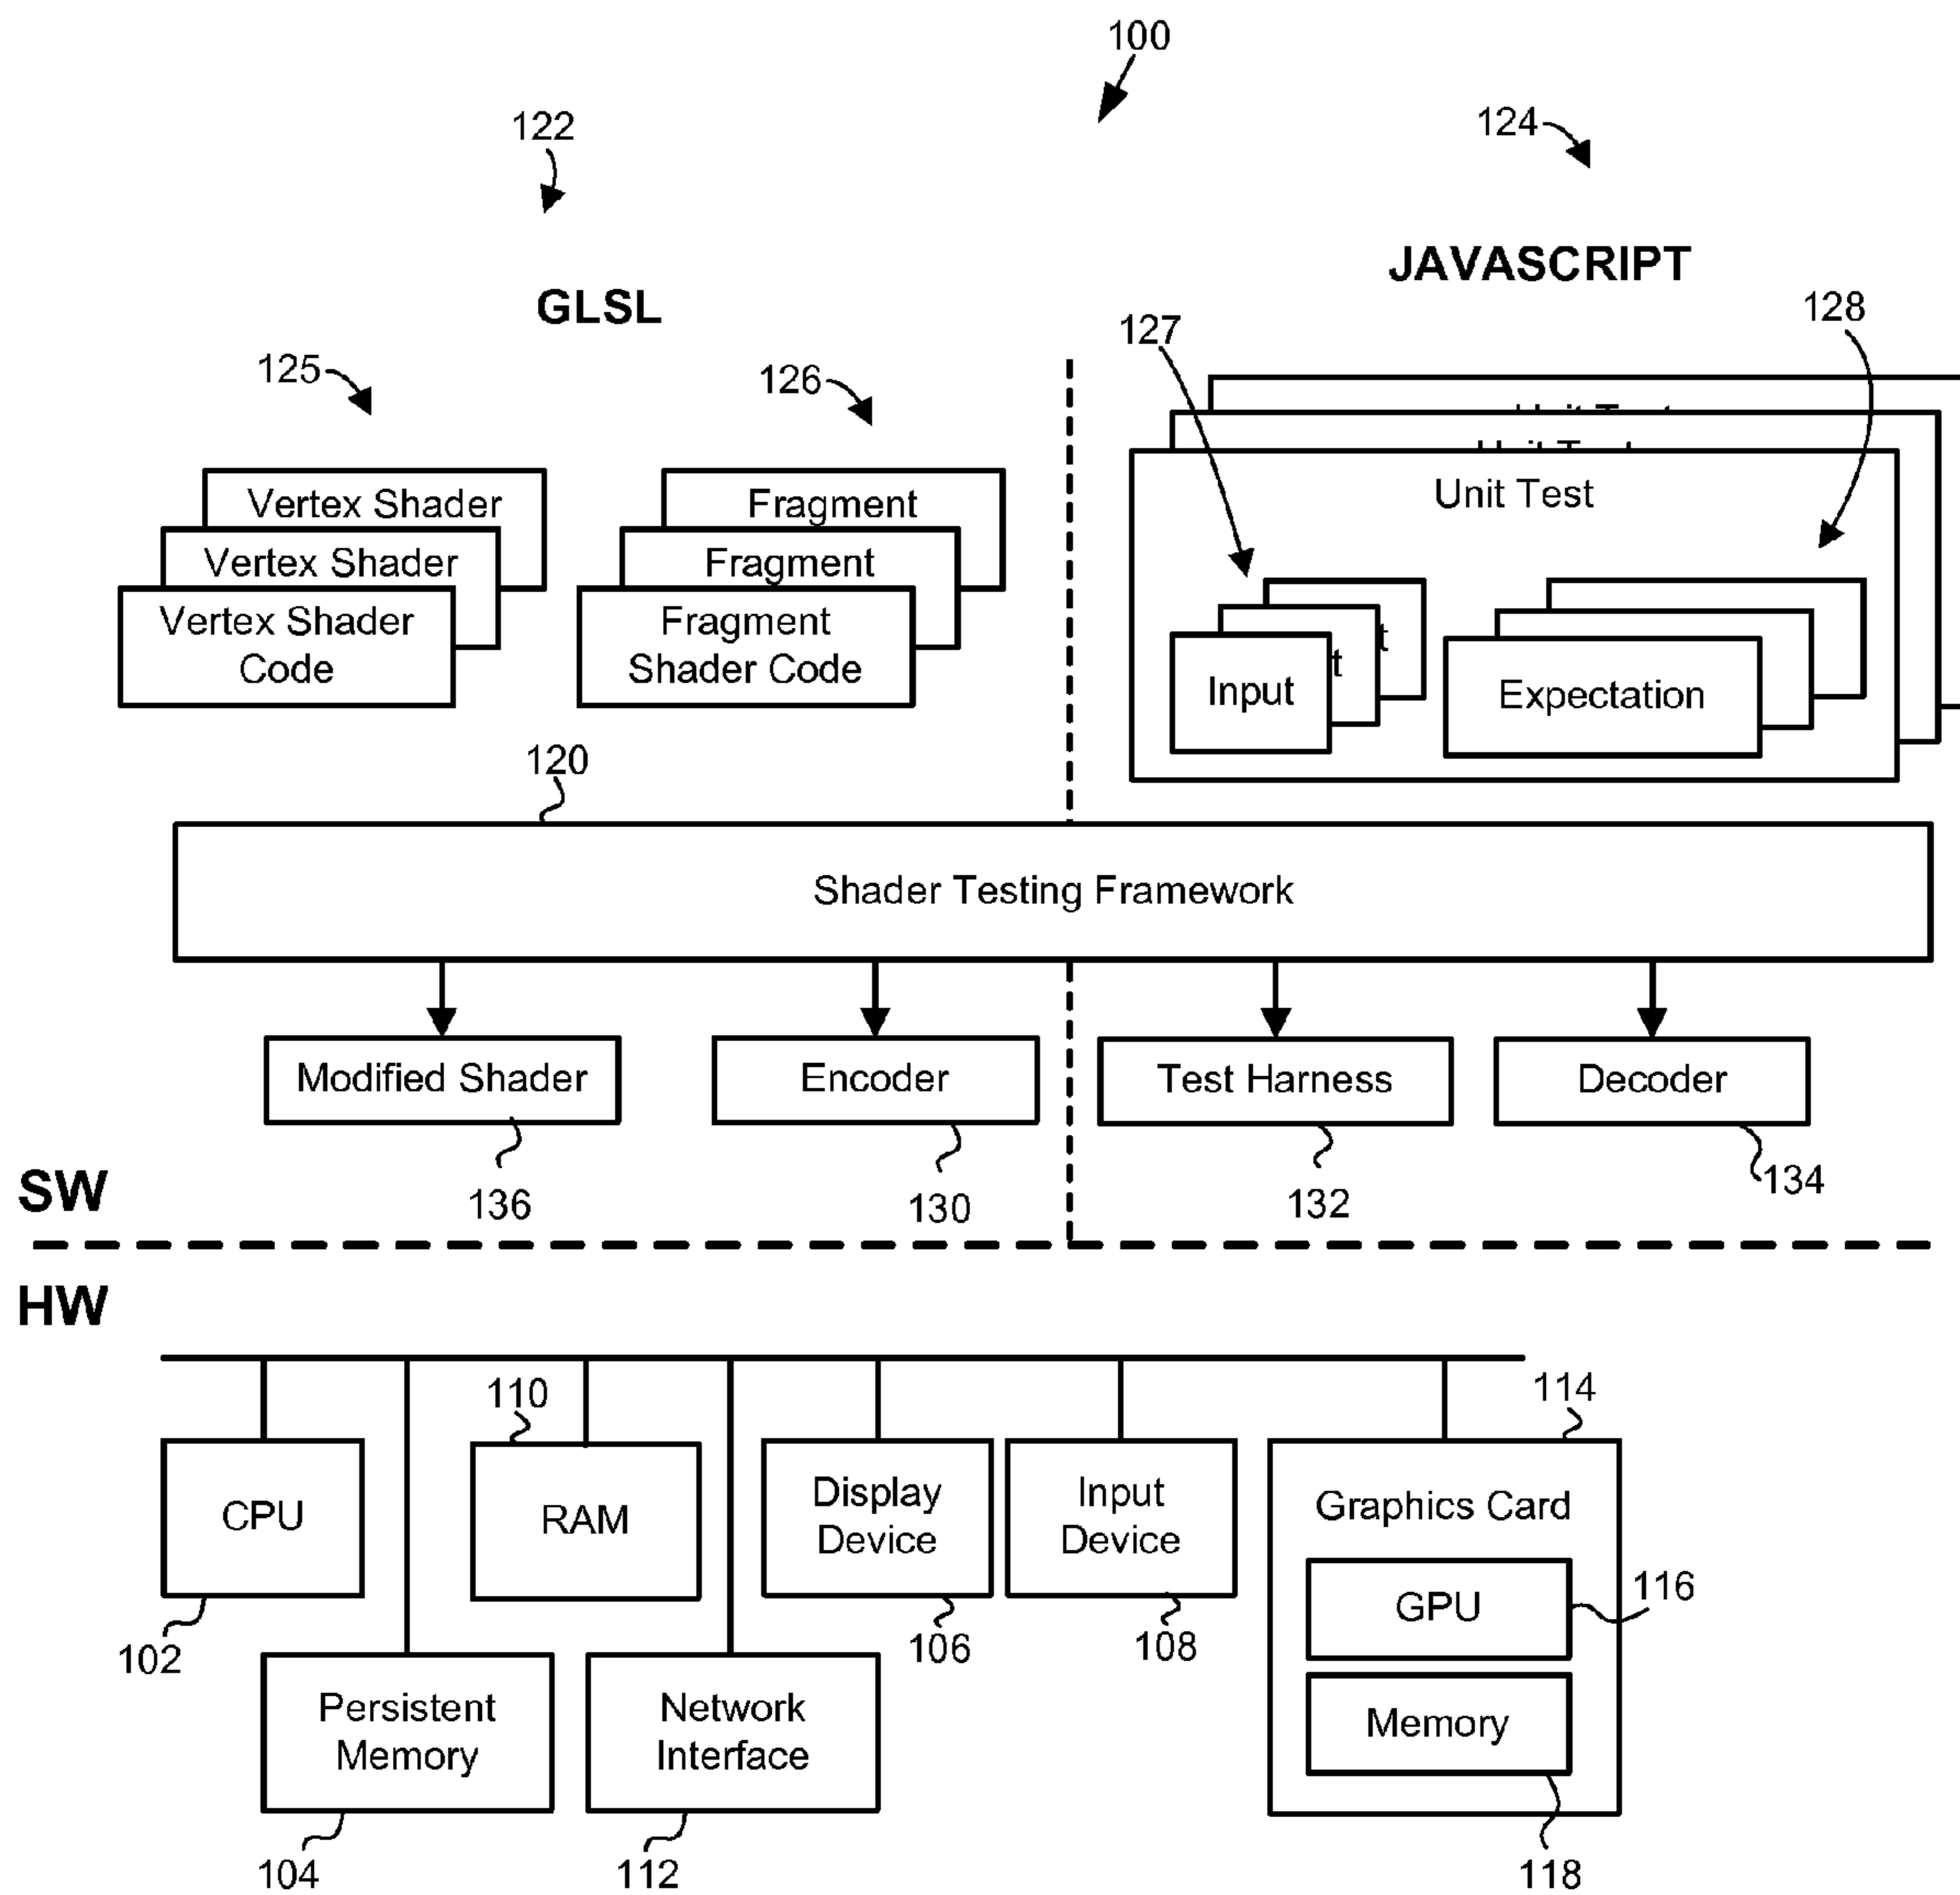 100
122
124
JAVASCRIPT
GLSL
125
126
127
128
Vertex Shader
Vertex Shader
Vertex Shader
Code
Fragment
Fragment
Fragment
Shader Code
Unit Test
Input
Expectation
120
Shader Testing Framework
Modified Shader
Encoder
Test Harness
Decoder
136
130
132
134
SW
HW
110
114
CPU
RAM
Display
Device
Input
Device
Graphics Card
GPU
116
Memory
102
106
108
Persistent
Memory
Network
Interface
104
112
118